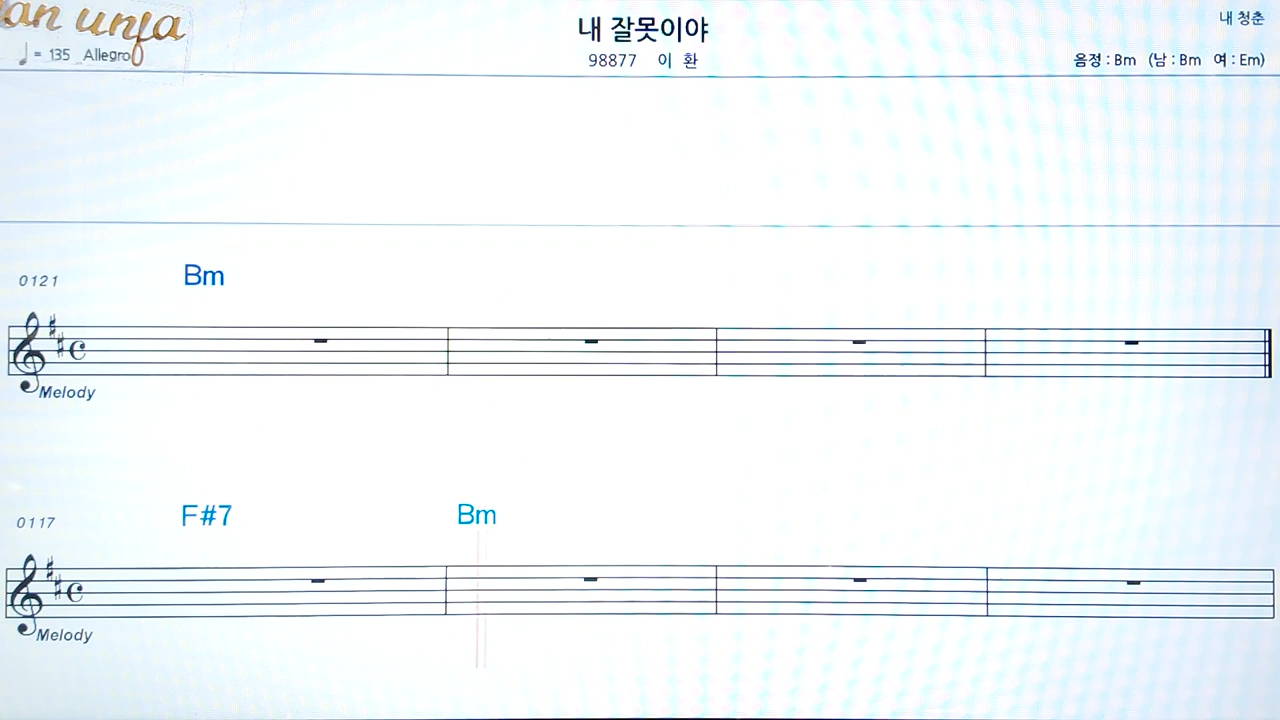 an unfa
♩ = 135 Allegro
내 잘못이야
98877 이 환
내 청춘
음정 : Bm (남 : Bm 여 : Em)
0121
Bm
Melody
0117
F#7 Bm
Melody